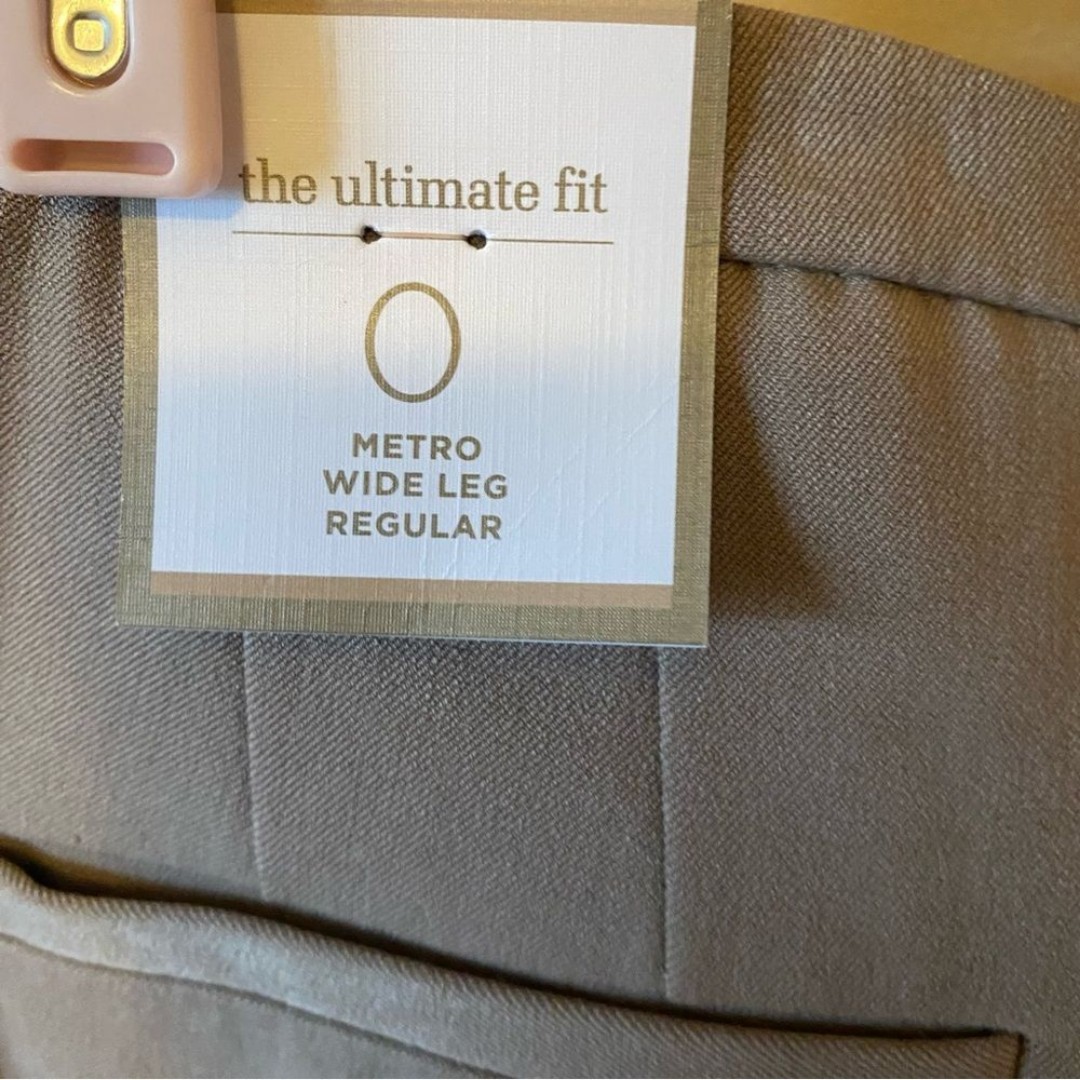 the ultimate fit
0
METRO
WIDE LEG
REGULAR